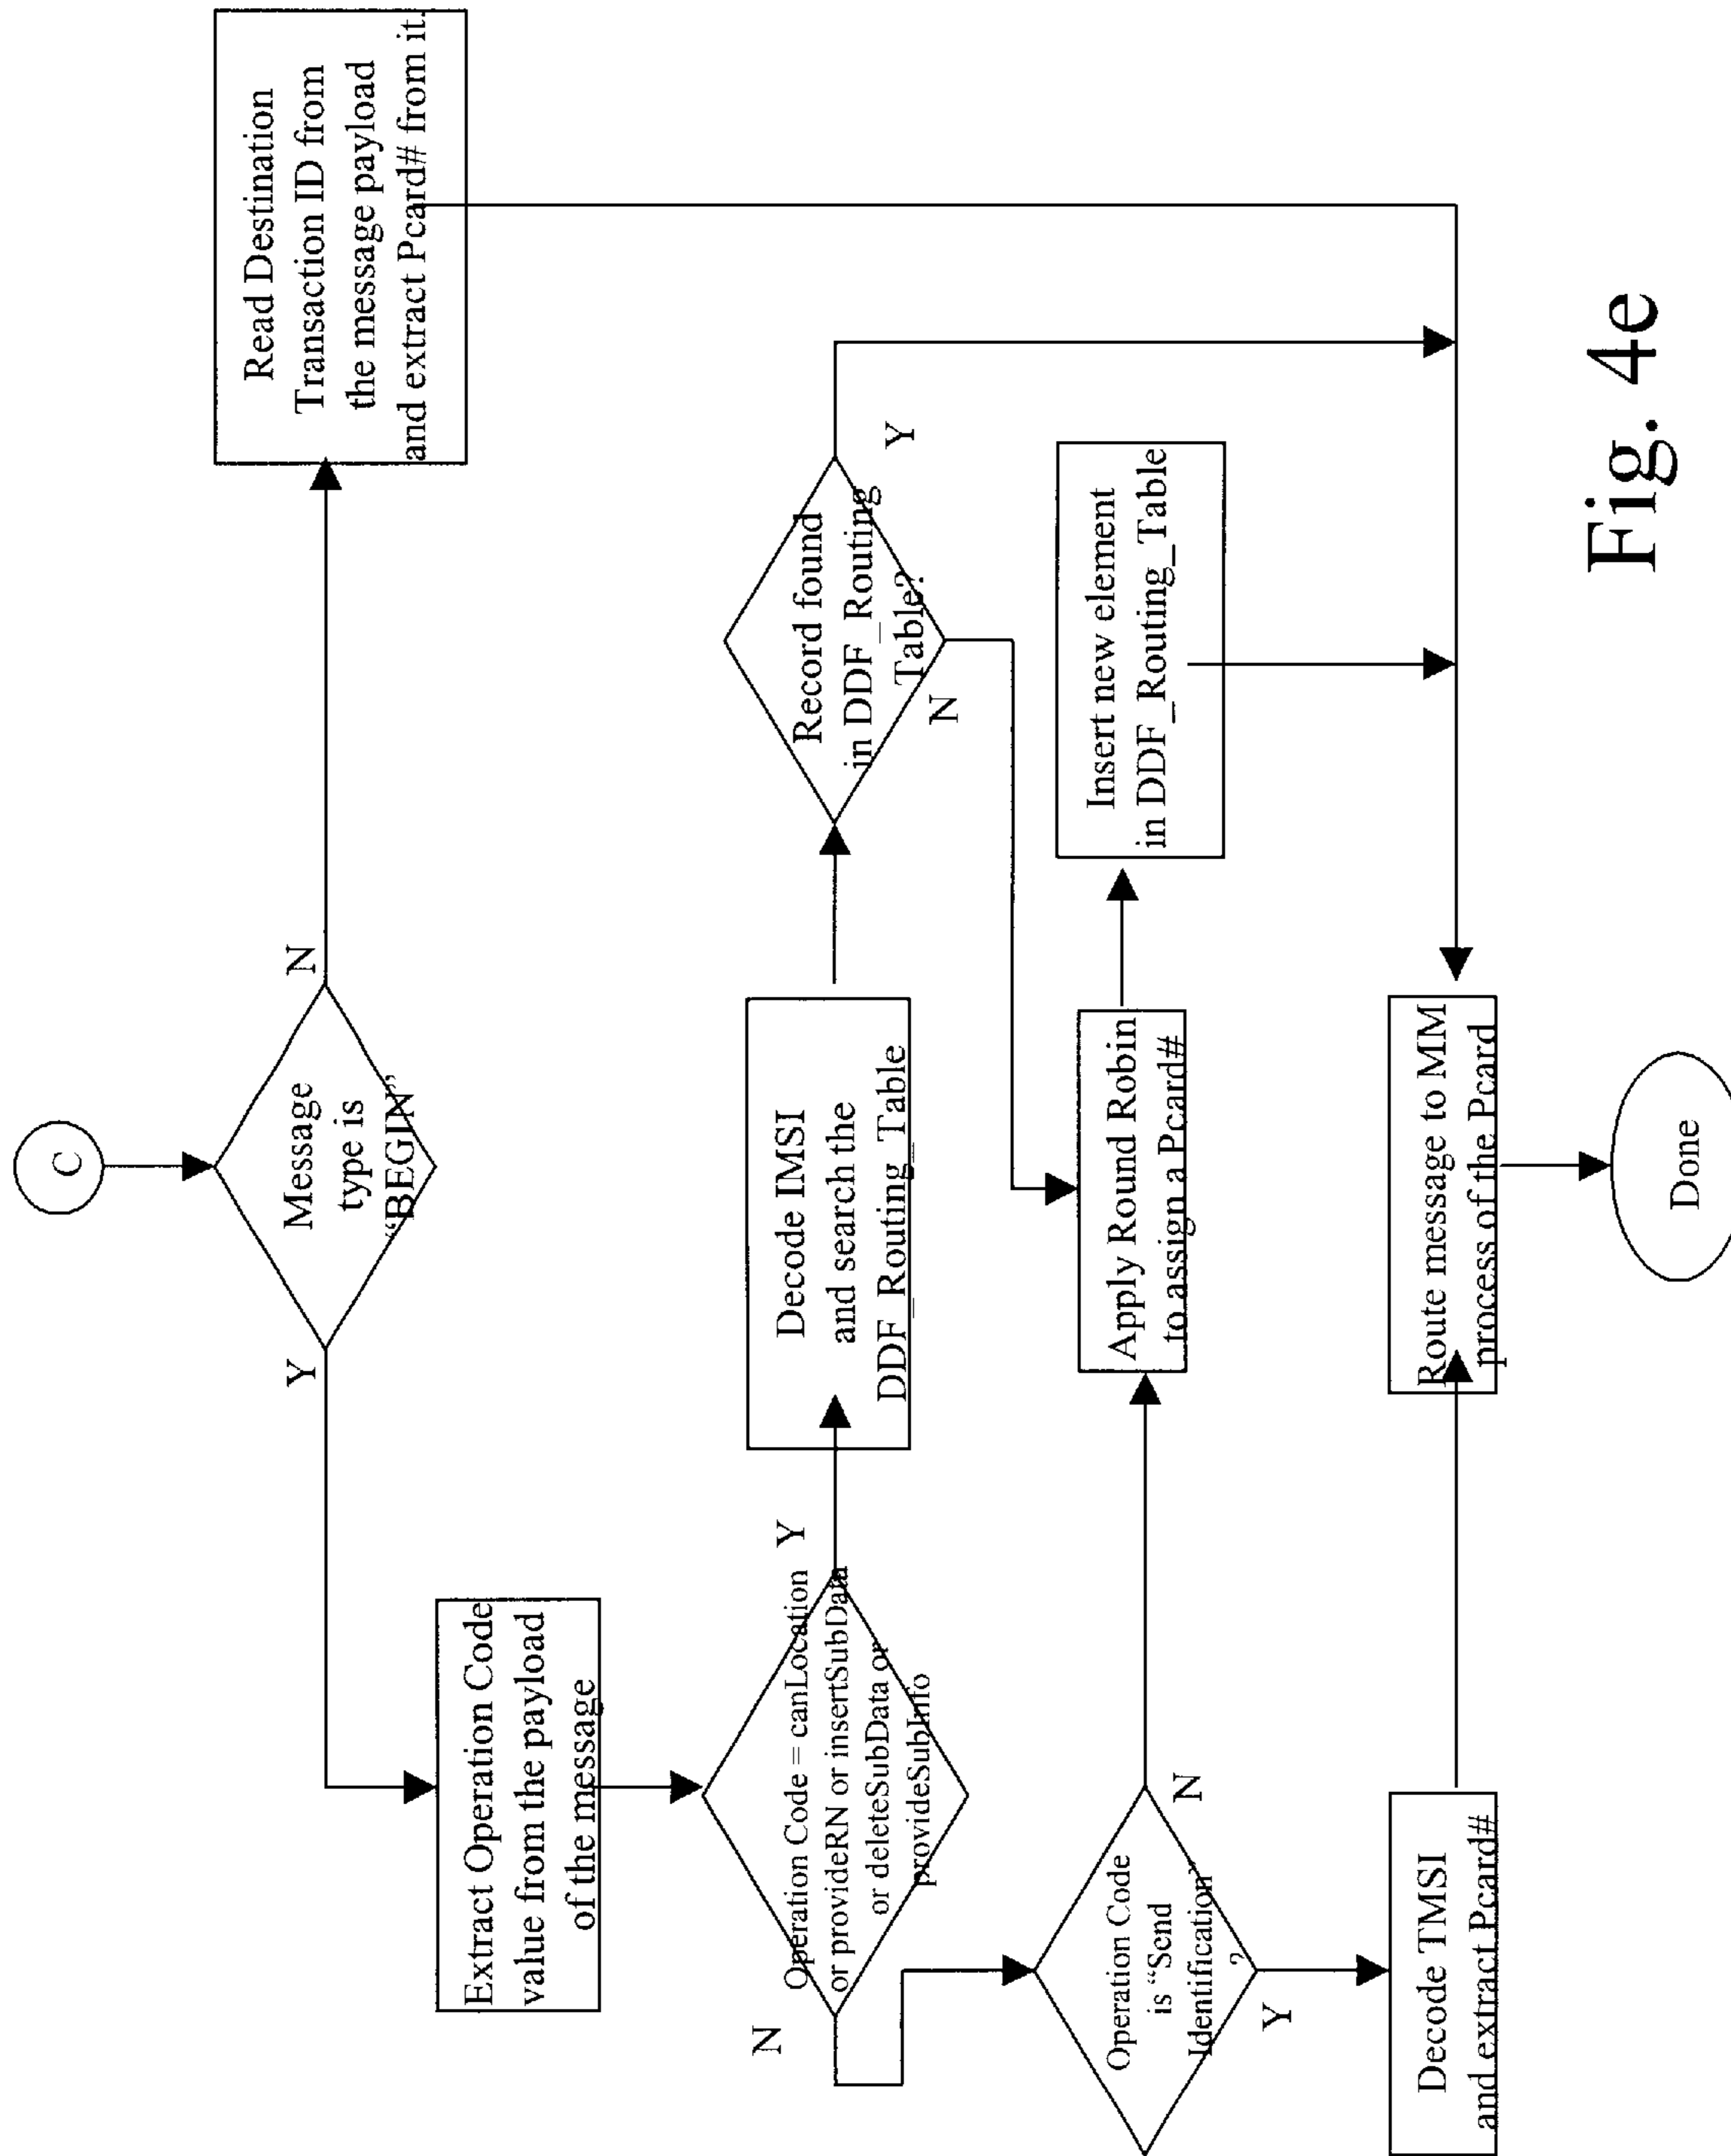 C
Message
type is
“BEGIN”
Y
N
Read Destination
Transaction ID from
the message payload
and extract Pcard# from it.
Extract Operation Code
value from the payload
of the message
Operation Code = canLocation
or provideRN or insertSubData
or deleteSubData or
provideSubInfo
Y
N
Decode IMSI
and search the
DDF_Routing_Table
Record found
in DDF_Routing
_Table?
Y
N
Operation Code
is “Send
Identification”
?
N
Y
Apply Round Robin
to assign a Pcard#
Insert new element
in DDF_Routing_Table
Decode TMSI
and extract Pcard#
Route message to MM
process of the Pcard
Done
Fig. 4e